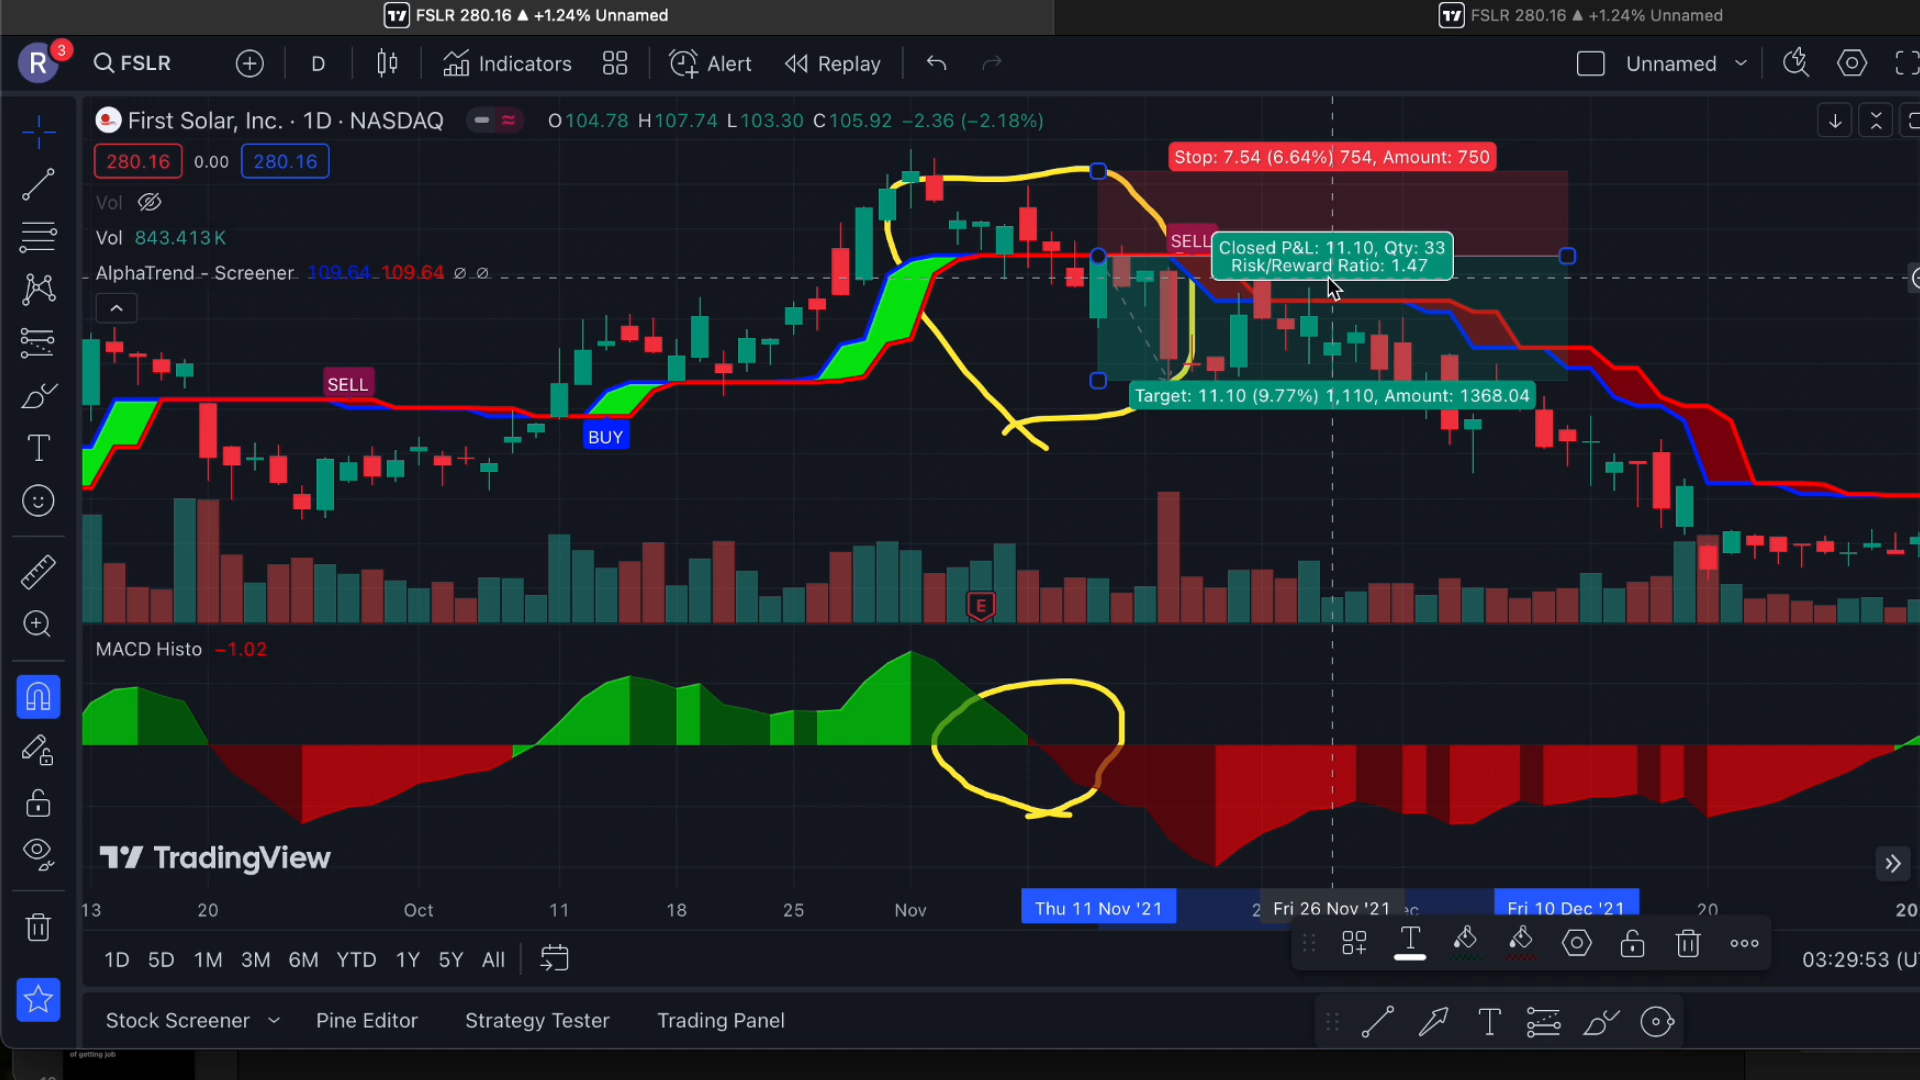 FSLR 280.16 ▲ +1.24% Unnamed
FSLR 280.16 ▲ +1.24% Unnamed
R 3 FSLR D Indicators Alert Replay Unnamed
First Solar, Inc. · 1D · NASDAQ O104.78 H107.74 L103.30 C105.92 −2.36 (−2.18%)
280.16 0.00 280.16
Vol
Vol 843.413K
AlphaTrend - Screener 109.64 109.64 ∅ ∅
Stop: 7.54 (6.64%) 754, Amount: 750
SELL
Closed P&L: 11.10, Qty: 33
Risk/Reward Ratio: 1.47
Target: 11.10 (9.77%) 1,110, Amount: 1368.04
SELL
BUY
E
MACD Histo −1.02
TradingView
13 20 Oct 11 18 25 Nov Thu 11 Nov '21 Fri 26 Nov '21 Fri 10 Dec '21 20
1D 5D 1M 3M 6M YTD 1Y 5Y All
03:29:53 (U
Stock Screener Pine Editor Strategy Tester Trading Panel
of getting job